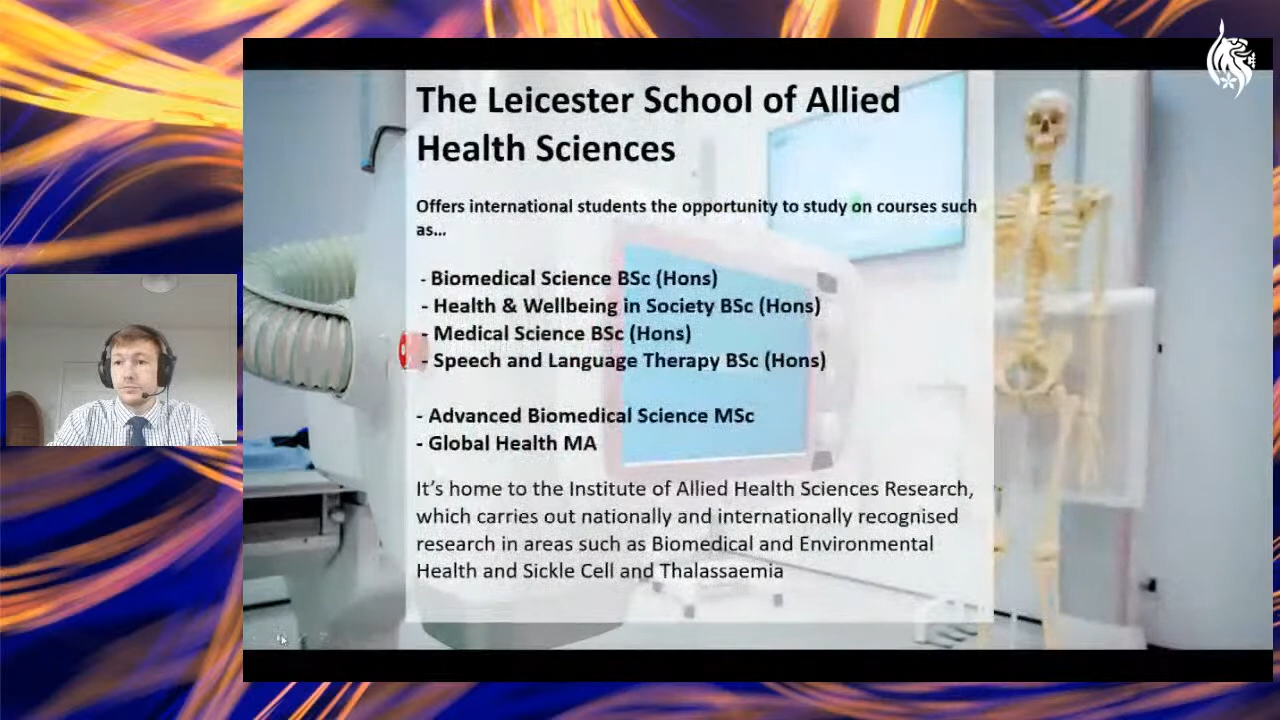 The Leicester School of Allied
Health Sciences
Offers international students the opportunity to study on courses such
as...
- Biomedical Science BSc (Hons)
- Health & Wellbeing in Society BSc (Hons)
- Medical Science BSc (Hons)
- Speech and Language Therapy BSc (Hons)
- Advanced Biomedical Science MSc
- Global Health MA
It’s home to the Institute of Allied Health Sciences Research,
which carries out nationally and internationally recognised
research in areas such as Biomedical and Environmental
Health and Sickle Cell and Thalassaemia